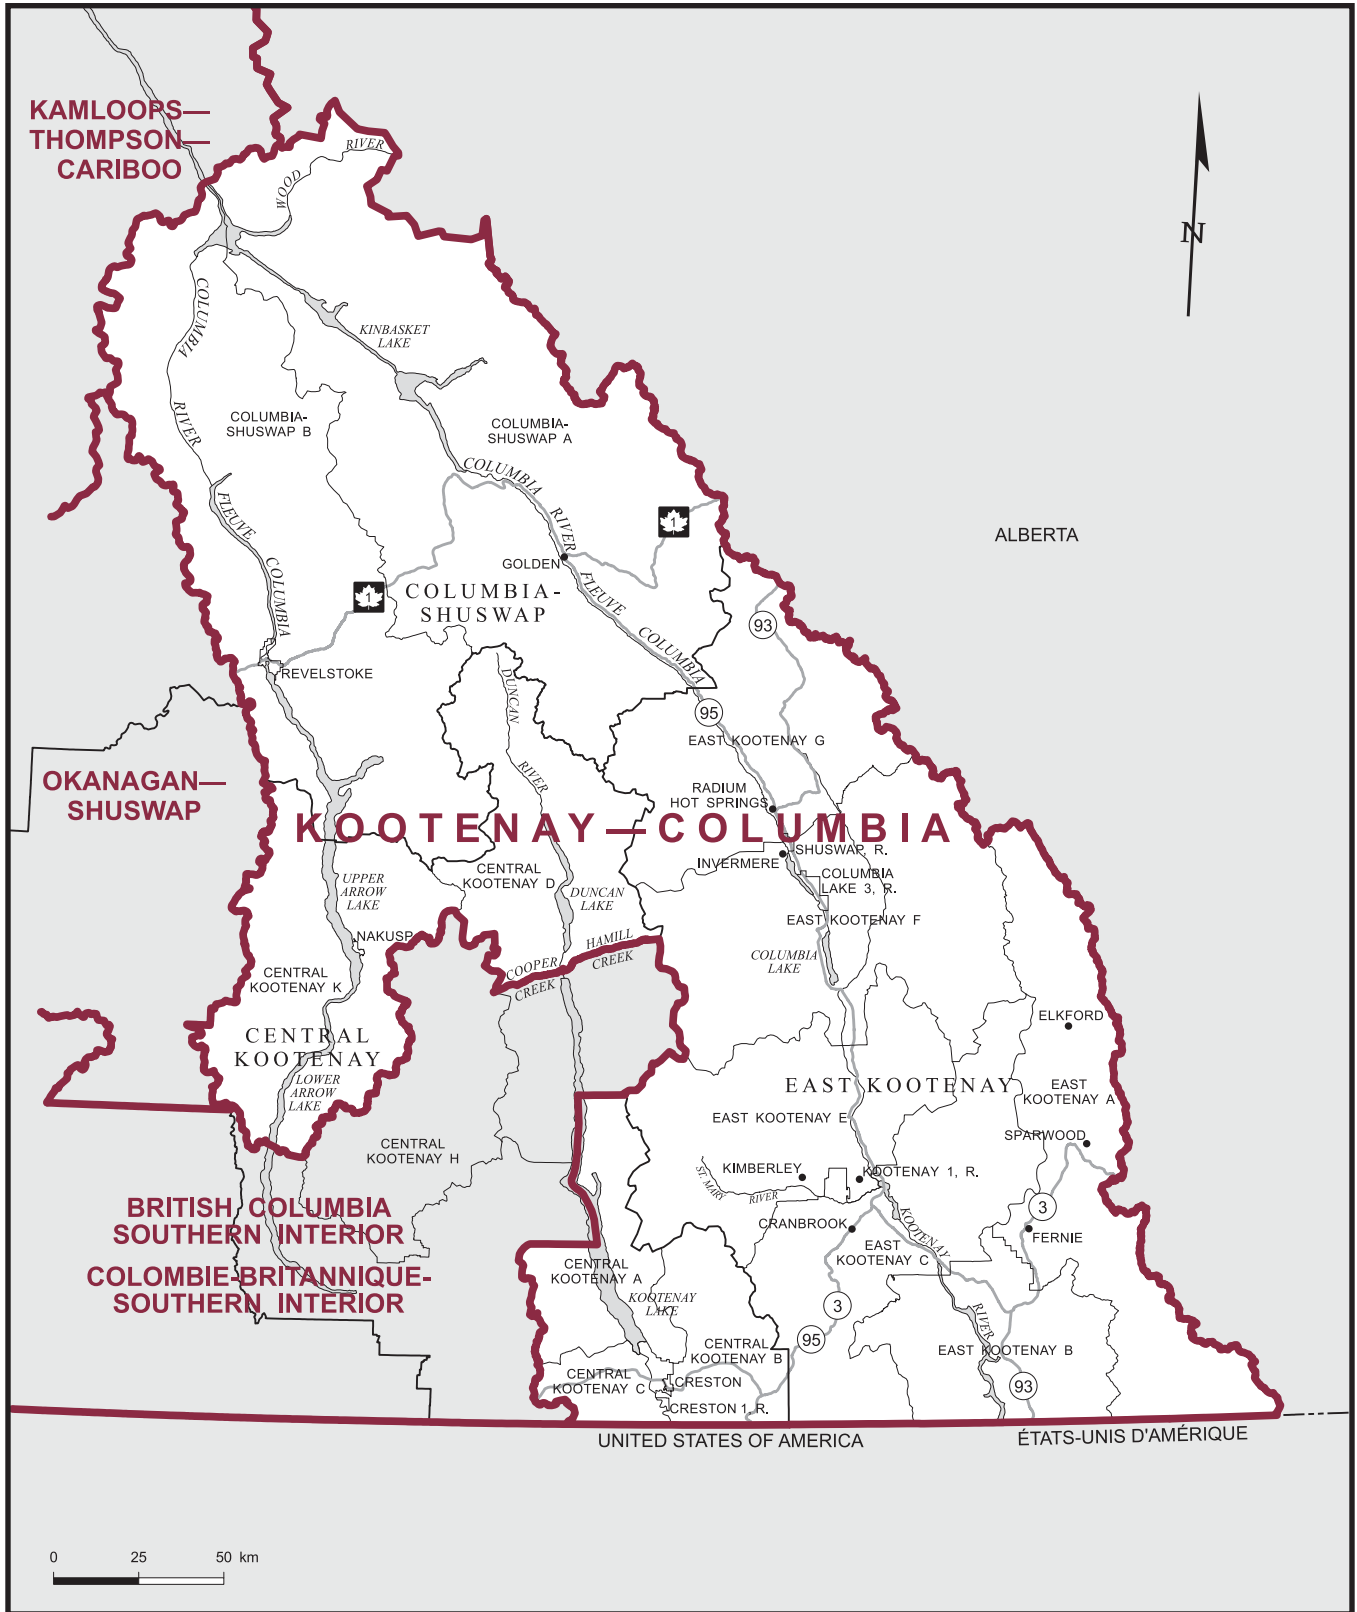 KAMLOOPS—
THOMPSON—
CARIBOO
WOOD
RIVER
N
COLUMBIA
RIVER
FLEUVE
COLUMBIA
KINBASKET
LAKE
COLUMBIA-
SHUSWAP B
COLUMBIA-
SHUSWAP A
COLUMBIA
RIVER
FLEUVE
COLUMBIA
1
ALBERTA
GOLDEN
COLUMBIA-
SHUSWAP
1
93
REVELSTOKE
DUNCAN
RIVER
95
EAST KOOTENAY G
OKANAGAN—
SHUSWAP
RADIUM
HOT SPRINGS
KOOTENAY—COLUMBIA
SHUSWAP, R.
INVERMERE
CENTRAL
KOOTENAY D
COLUMBIA
LAKE 3, R.
UPPER
ARROW
LAKE
DUNCAN
LAKE
EAST KOOTENAY F
NAKUSP
HAMILL
CREEK
COOPER
CREEK
COLUMBIA
LAKE
CENTRAL
KOOTENAY K
ELKFORD
CENTRAL
KOOTENAY
LOWER
ARROW
LAKE
EAST KOOTENAY
EAST
KOOTENAY A
EAST KOOTENAY E
SPARWOOD
CENTRAL
KOOTENAY H
KIMBERLEY
KOOTENAY 1, R.
ST. MARY
RIVER
BRITISH COLUMBIA
SOUTHERN INTERIOR
COLOMBIE-BRITANNIQUE-
SOUTHERN INTERIOR
CRANBROOK
KOOTENAY
RIVER
3
FERNIE
EAST
KOOTENAY C
CENTRAL
KOOTENAY A
KOOTENAY
LAKE
3
95
CENTRAL
KOOTENAY B
EAST KOOTENAY B
CENTRAL
KOOTENAY C
CRESTON
93
CRESTON 1, R.
UNITED STATES OF AMERICA
ÉTATS-UNIS D'AMÉRIQUE
0 25 50 km